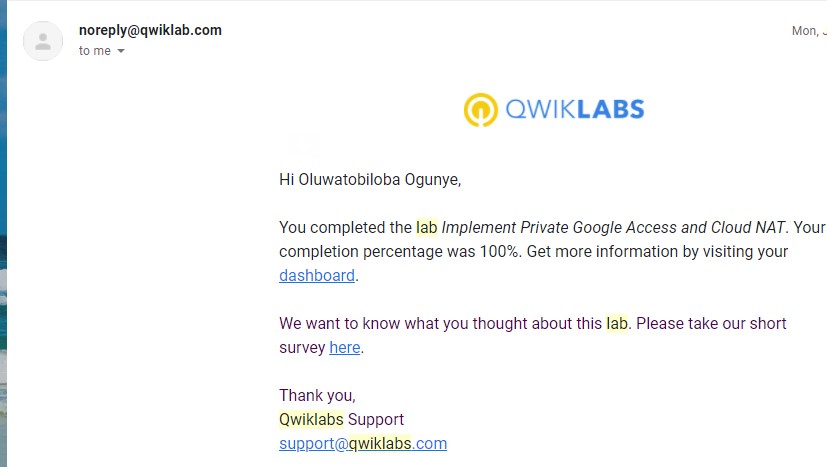 noreply@qwiklab.com
Mon,
to me
QWIKLABS
Hi Oluwatobiloba Ogunye,
You completed the lab Implement Private Google Access and Cloud NAT. Your
completion percentage was 100%. Get more information by visiting your
dashboard.
We want to know what you thought about this lab. Please take our short
survey here.
Thank you,
Qwiklabs Support
support@qwiklabs.com